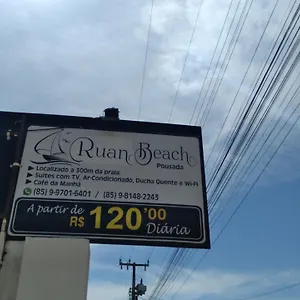 Ruan Beach
Pousada
▶ Localizado a 300m da praia
▶ Suítes com TV, Ar-Condicionado, Ducha Quente e Wi-Fi
▶ Café da Manhã
(85) 9-9701-6401 / (85) 9-8148-2243
A partir de
R$ 120,00
Diária